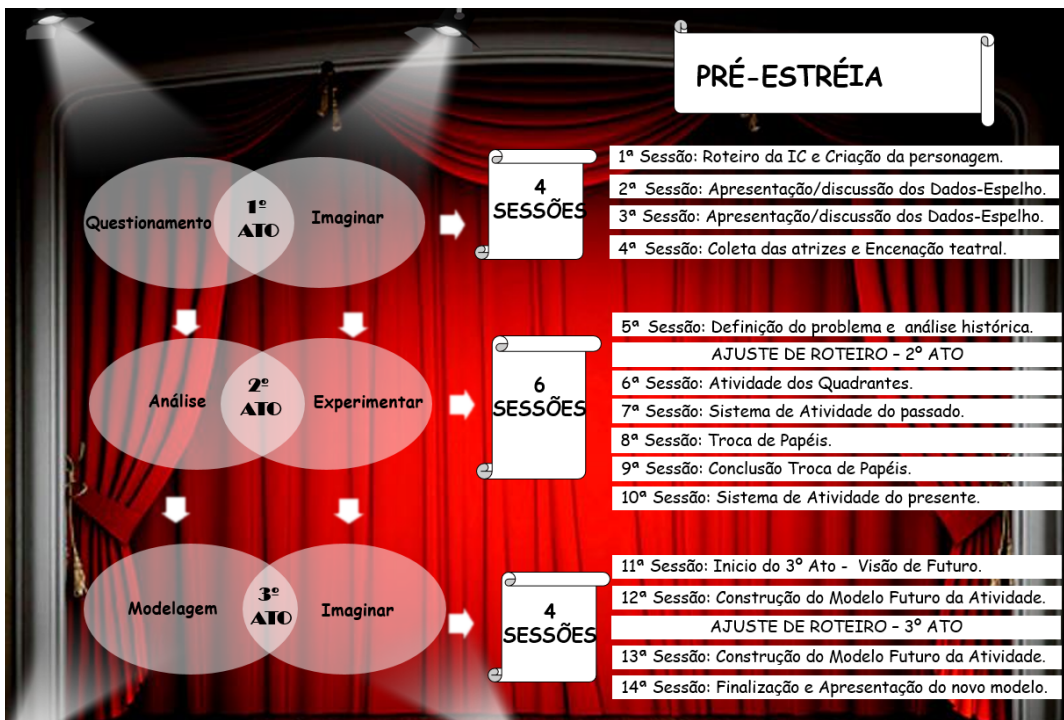 PRÉ-ESTRÉIA
Questionamento
1º
ATO
Imaginar
4
SESSÕES
1ª Sessão: Roteiro da IC e Criação da personagem.
2ª Sessão: Apresentação/discussão dos Dados-Espelho.
3ª Sessão: Apresentação/discussão dos Dados-Espelho.
4ª Sessão: Coleta das atrizes e Encenação teatral.
Análise
2º
ATO
Experimentar
6
SESSÕES
5ª Sessão: Definição do problema e análise histórica.
AJUSTE DE ROTEIRO – 2º ATO
6ª Sessão: Atividade dos Quadrantes.
7ª Sessão: Sistema de Atividade do passado.
8ª Sessão: Troca de Papéis.
9ª Sessão: Conclusão Troca de Papéis.
10ª Sessão: Sistema de Atividade do presente.
Modelagem
3º
ATO
Imaginar
4
SESSÕES
11ª Sessão: Inicio do 3º Ato - Visão de Futuro.
12ª Sessão: Construção do Modelo Futuro da Atividade.
AJUSTE DE ROTEIRO – 3º ATO
13ª Sessão: Construção do Modelo Futuro da Atividade.
14ª Sessão: Finalização e Apresentação do novo modelo.